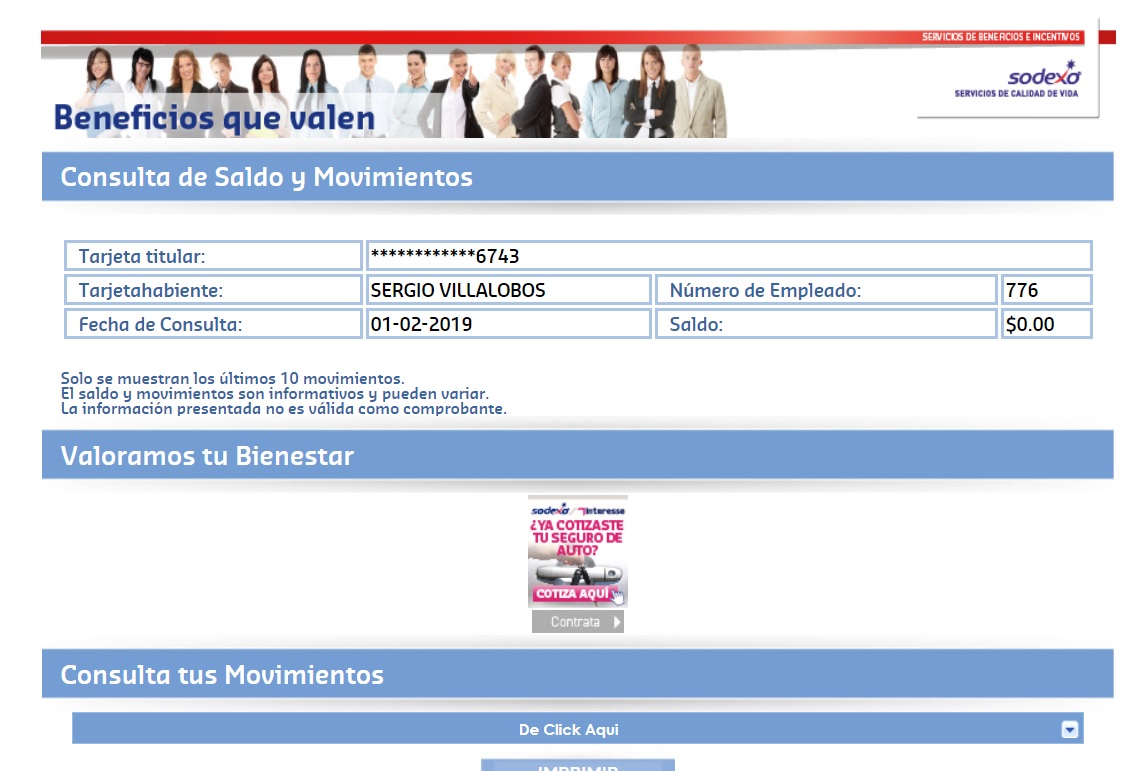 SERVICIOS DE BENEFICIOS E INCENTIVOS
sodexo
SERVICIOS DE CALIDAD DE VIDA
Beneficios que valen
Consulta de Saldo y Movimientos
Tarjeta titular: ************6743
Tarjetahabiente: SERGIO VILLALOBOS Número de Empleado: 776
Fecha de Consulta: 01-02-2019 Saldo: $0.00
Solo se muestran los últimos 10 movimientos.
El saldo y movimientos son informativos y pueden variar.
La información presentada no es válida como comprobante.
Valoramos tu Bienestar
sodexo / interesse
¿YA COTIZASTE
TU SEGURO DE
AUTO?
COTIZA AQUÍ
Contrata
Consulta tus Movimientos
De Click Aqui
IMPRIMIR